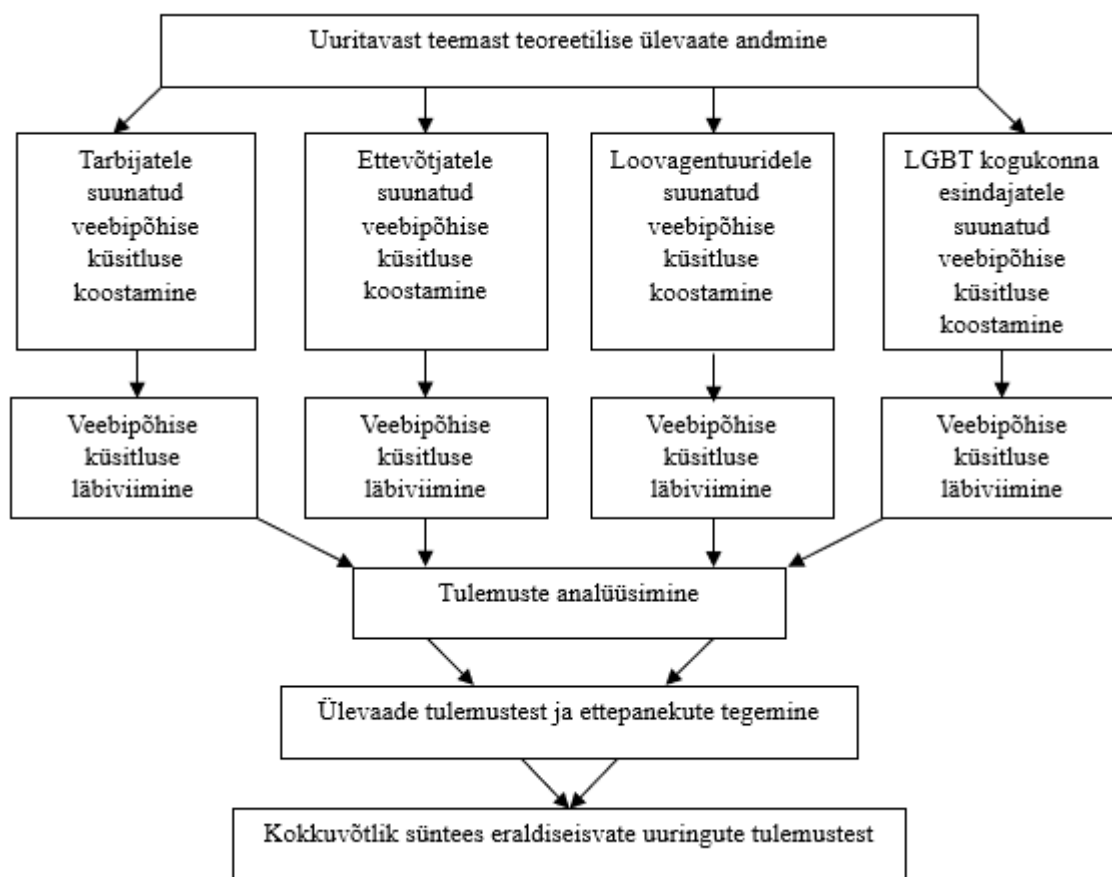 Uuritavast teemast teoreetilise ülevaate andmine
Tarbijatele
suunatud
veebipõhise
küsitluse
koostamine
Ettevõtjatele
suunatud
veebipõhise
küsitluse
koostamine
Loovagentuuridele
suunatud
veebipõhise
küsitluse
koostamine
LGBT kogukonna
esindajatele
suunatud
veebipõhise
küsitluse
koostamine
Veebipõhise
küsitluse
läbiviimine
Veebipõhise
küsitluse
läbiviimine
Veebipõhise
küsitluse
läbiviimine
Veebipõhise
küsitluse
läbiviimine
Tulemuste analüüsimine
Ülevaade tulemustest ja ettepanekute tegemine
Kokkuvõtlik süntees eraldiseisvate uuringute tulemustest